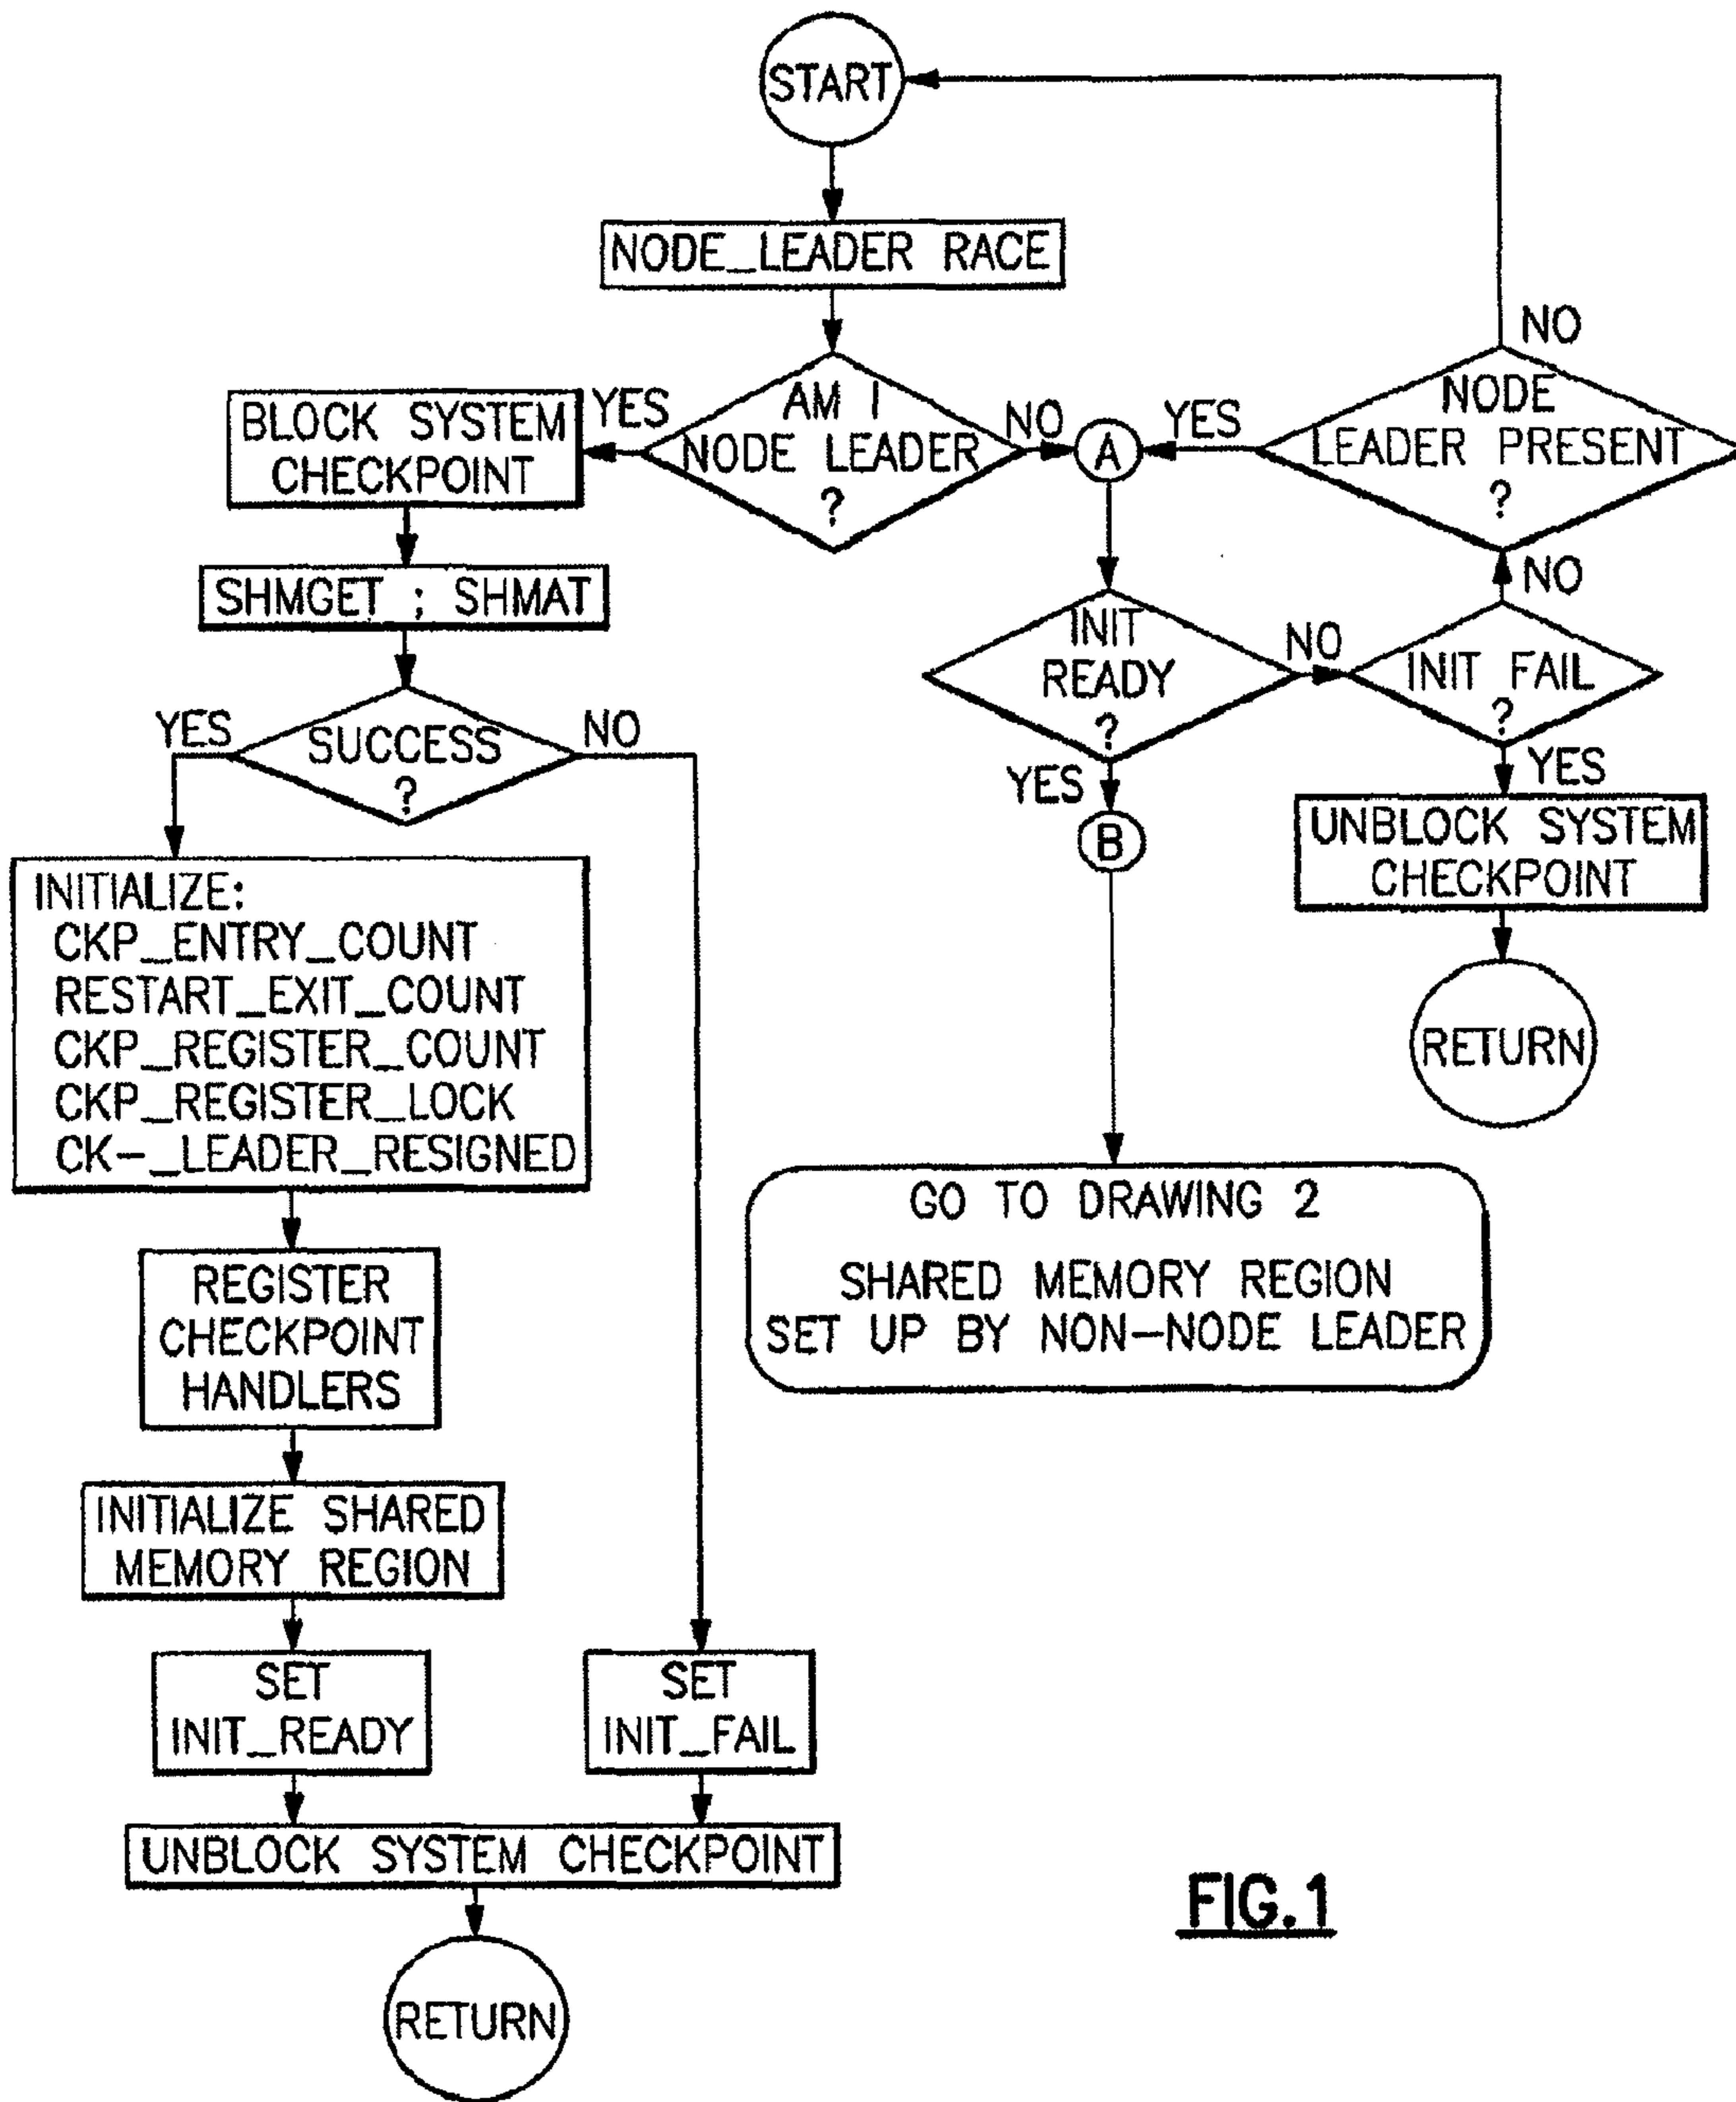 START
NODE_LEADER RACE
NO
AM I
NODE LEADER
?
YES
NO
A
YES
NODE
LEADER PRESENT
?
BLOCK SYSTEM
CHECKPOINT
SHMGET ; SHMAT
NO
INIT
READY
?
NO
INIT FAIL
?
YES
SUCCESS
?
NO
YES
YES
B
UNBLOCK SYSTEM
CHECKPOINT
RETURN
INITIALIZE:
CKP_ENTRY_COUNT
RESTART_EXIT_COUNT
CKP_REGISTER_COUNT
CKP_REGISTER_LOCK
CK-_LEADER_RESIGNED
GO TO DRAWING 2
SHARED MEMORY REGION
SET UP BY NON-NODE LEADER
REGISTER
CHECKPOINT
HANDLERS
INITIALIZE SHARED
MEMORY REGION
SET
INIT_READY
SET
INIT_FAIL
UNBLOCK SYSTEM CHECKPOINT
RETURN
FIG.1